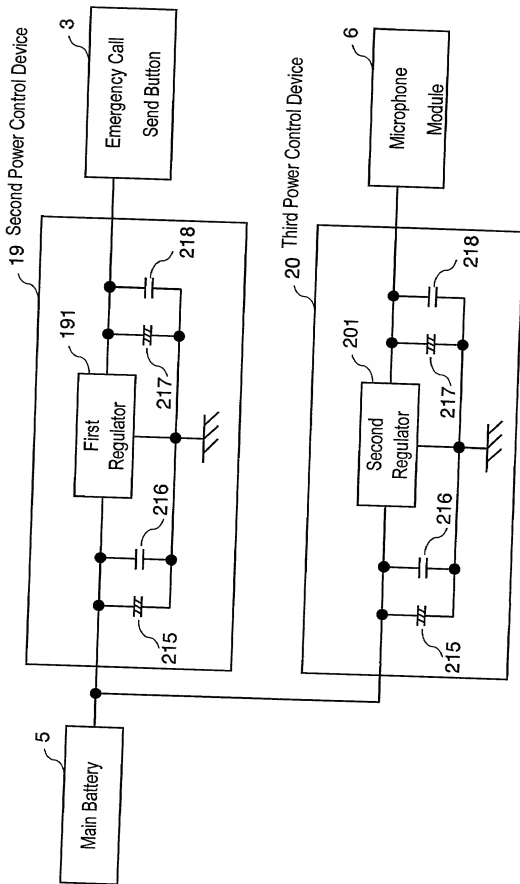 5
Main Battery
19 Second Power Control Device
215
216
191
First
Regulator
217
218
3
Emergency Call
Send Button
20 Third Power Control Device
215
216
201
Second
Regulator
217
218
6
Microphone
Module